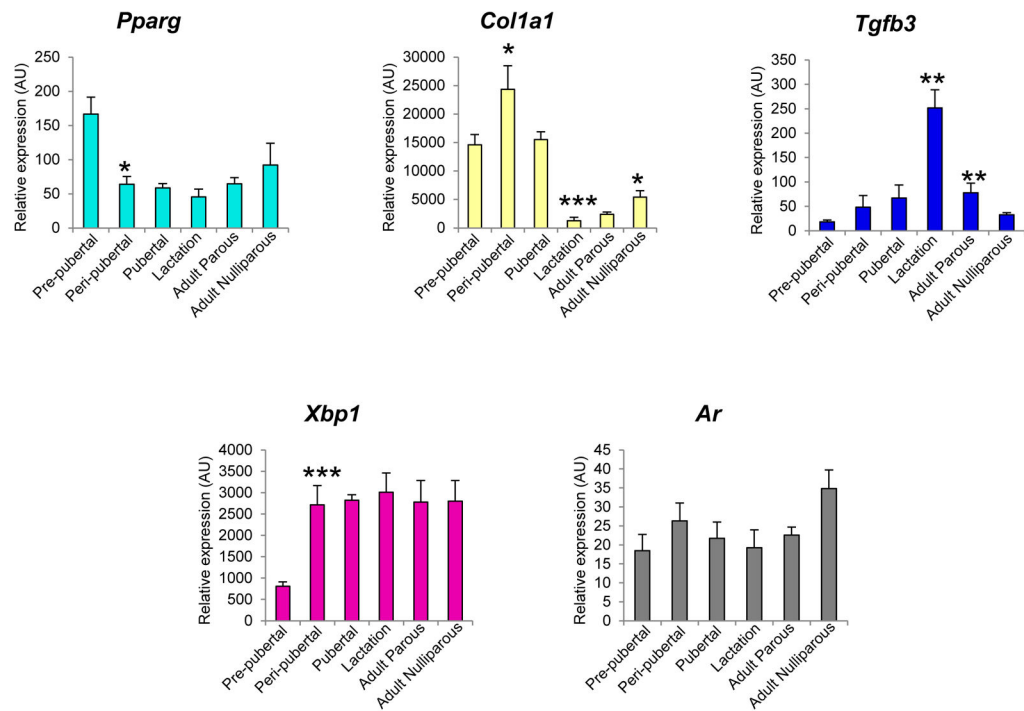 Pparg
Relative expression (AU)
250
200
150
100
50
0
*
Pre-pubertal
Peri-pubertal
Pubertal
Lactation
Adult Parous
Adult Nulliparous
Col1a1
Relative expression (AU)
30000
25000
20000
15000
10000
5000
0
*
***
*
Pre-pubertal
Peri-pubertal
Pubertal
Lactation
Adult Parous
Adult Nulliparous
Tgfb3
Relative expression (AU)
350
300
250
200
150
100
50
0
**
**
Pre-pubertal
Peri-pubertal
Pubertal
Lactation
Adult Parous
Adult Nulliparous
Xbp1
Relative expression (AU)
4000
3500
3000
2500
2000
1500
1000
500
0
***
Pre-pubertal
Peri-pubertal
Pubertal
Lactation
Adult Parous
Adult Nulliparous
Ar
Relative expression (AU)
45
40
35
30
25
20
15
10
5
0
Pre-pubertal
Peri-pubertal
Pubertal
Lactation
Adult Parous
Adult Nulliparous